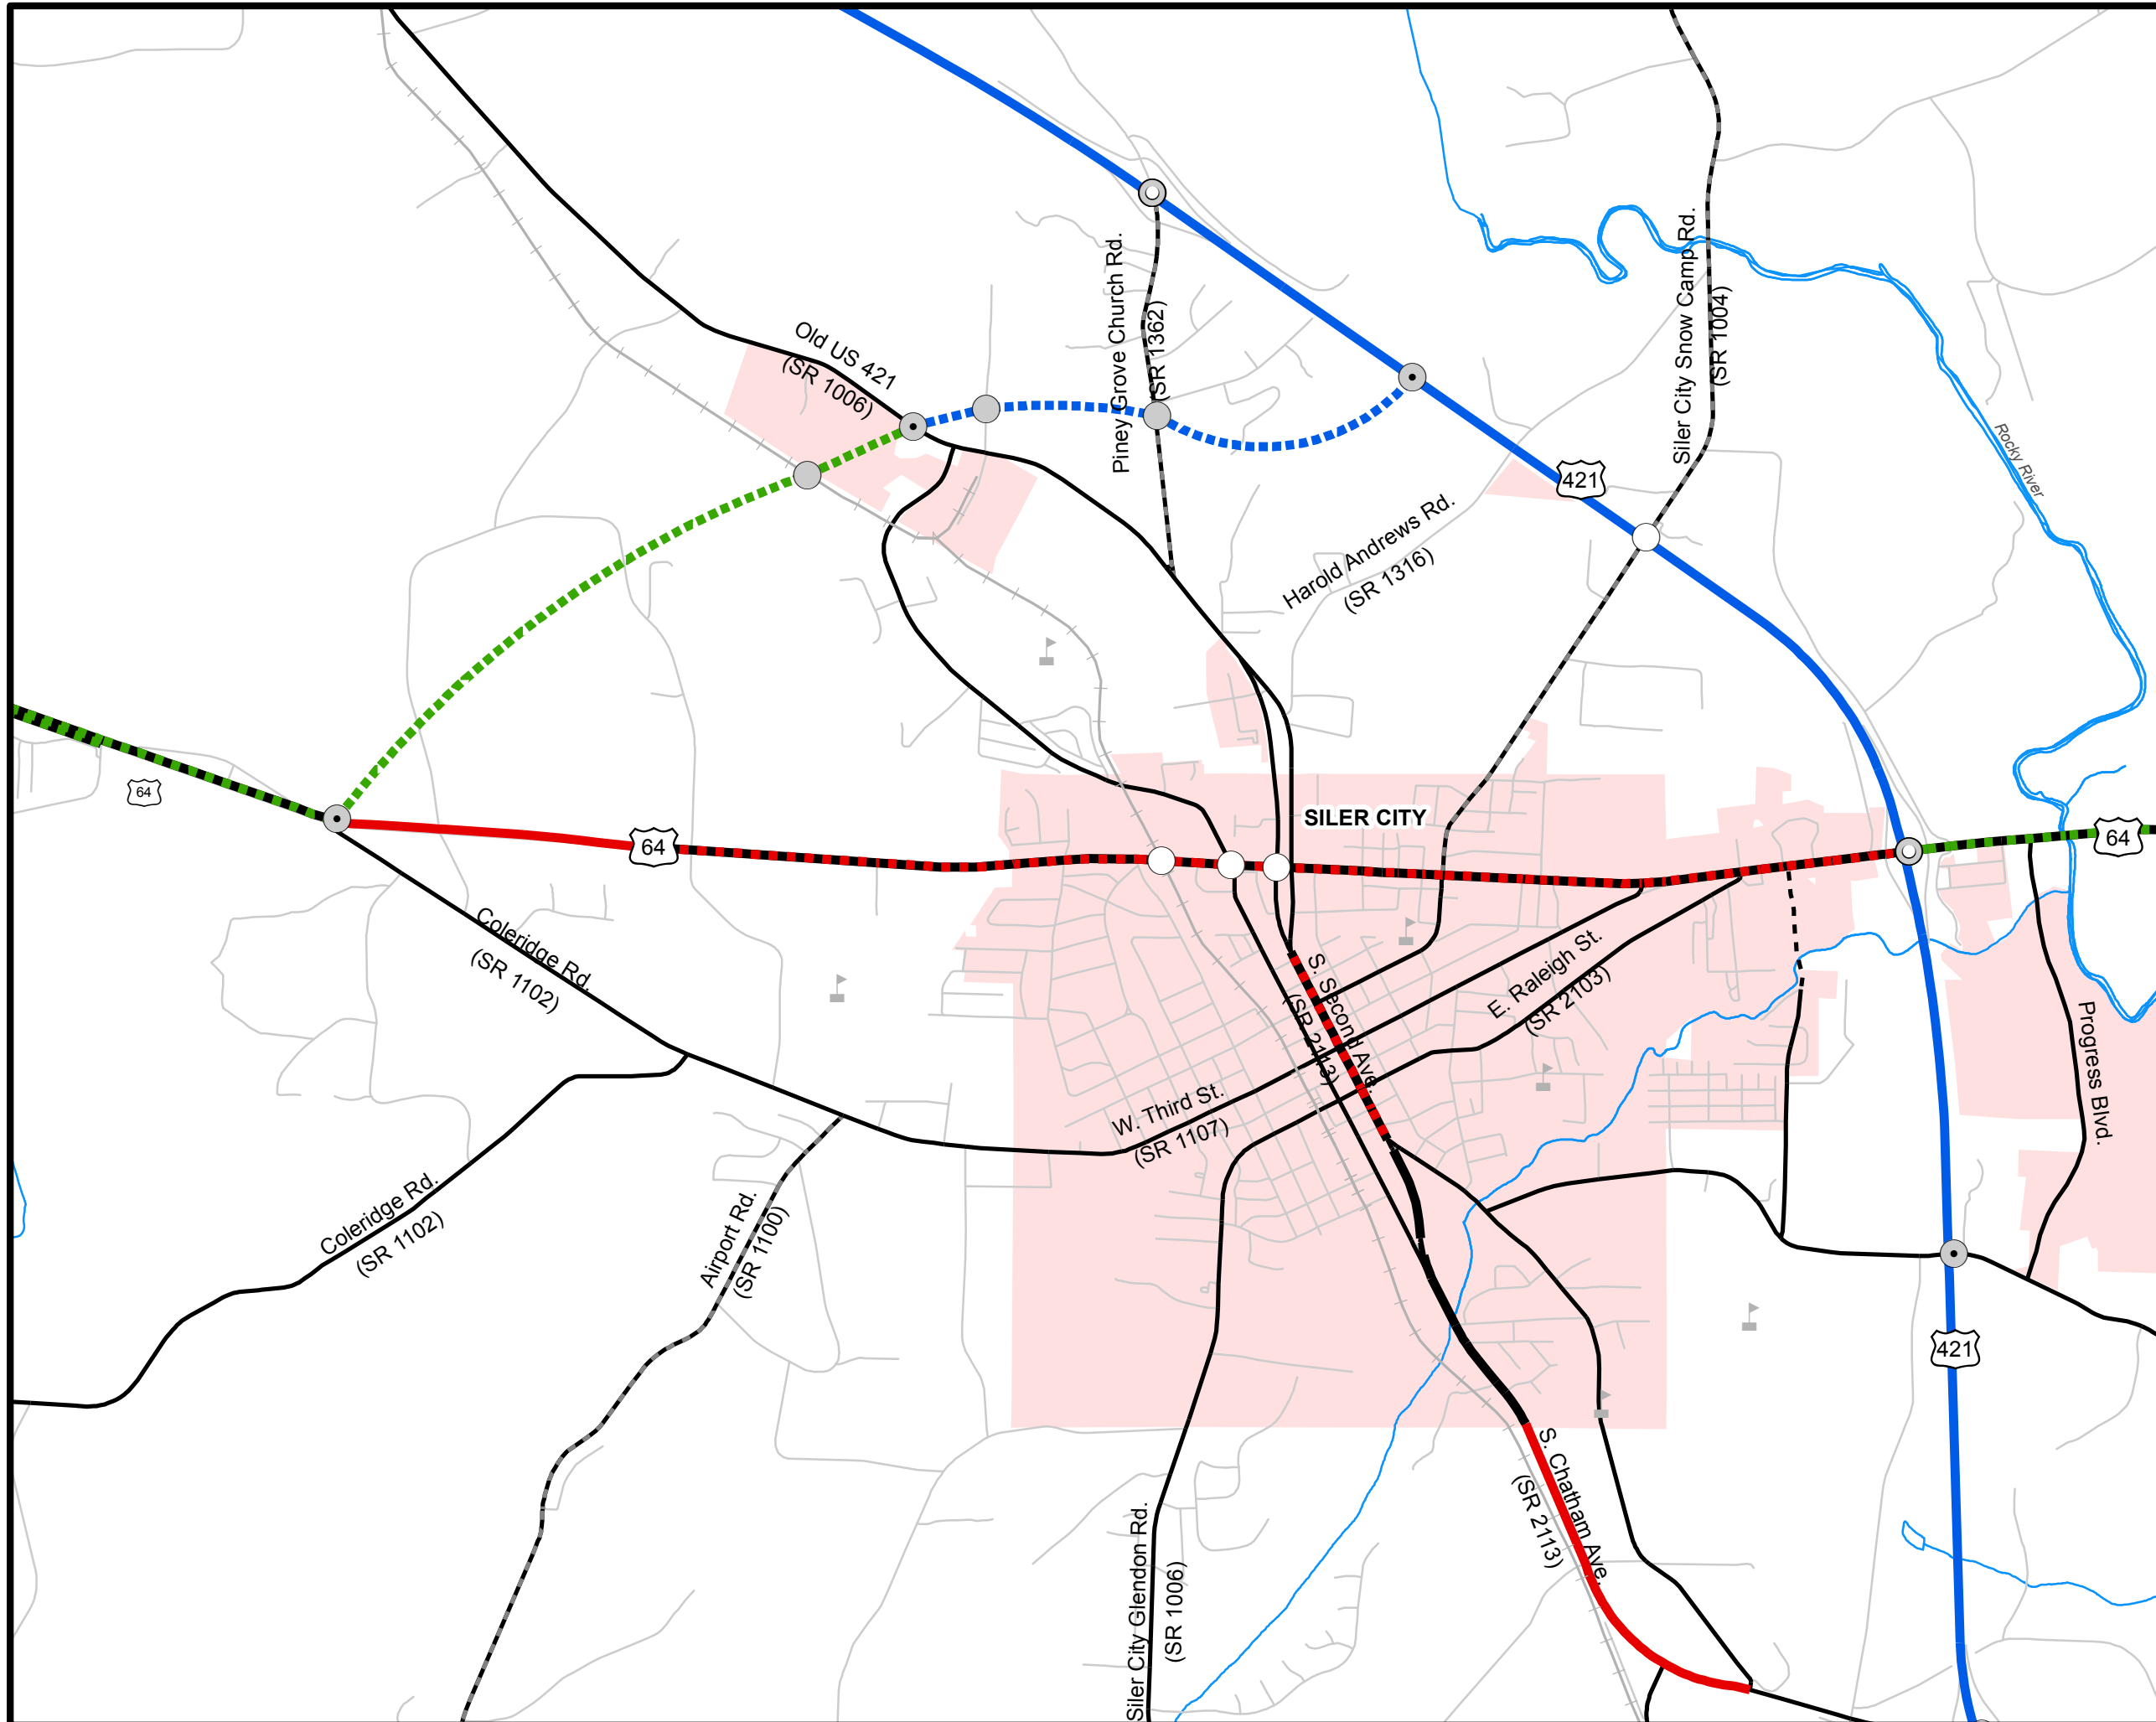 Old US 421
(SR 1006)
Piney Grove Church Rd.
(SR 1362)
Siler City Snow Camp Rd.
(SR 1004)
Rocky River
421
Harold Andrews Rd.
(SR 1316)
64
64
SILER CITY
64
Coleridge Rd.
(SR 1102)
S. Second Ave.
(SR 2113)
E. Raleigh St.
(SR 2103)
Progress Blvd.
W. Third St.
(SR 1107)
Coleridge Rd.
(SR 1102)
Airport Rd.
(SR 1100)
421
S. Chatham Ave.
(SR 2113)
Siler City Glendon Rd.
(SR 1006)